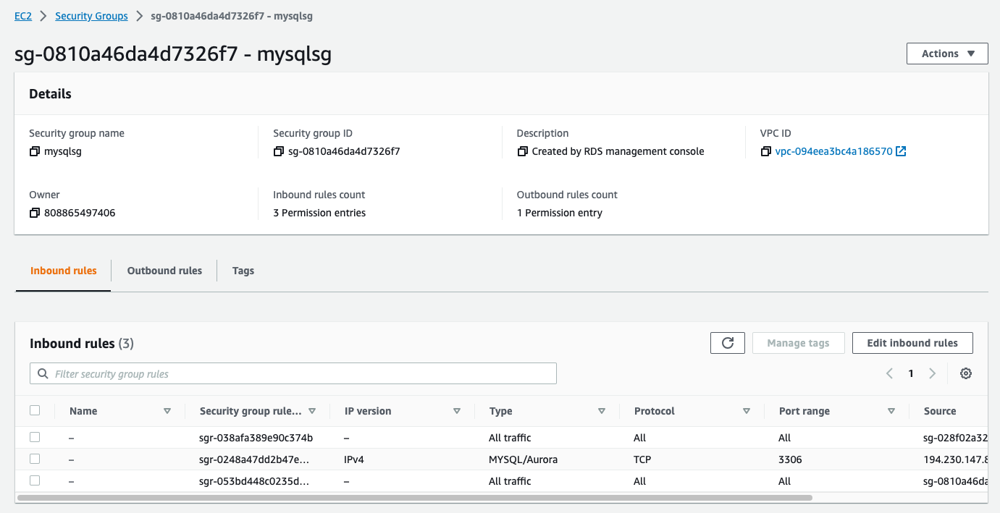 EC2 > Security Groups > sg-0810a46da4d7326f7 - mysqlsg
sg-0810a46da4d7326f7 - mysqlsg
Actions
Details
Security group name Security group ID Description VPC ID
mysqlsg sg-0810a46da4d7326f7 Created by RDS management console vpc-094eea3bc4a186570
Owner Inbound rules count Outbound rules count
808865497406 3 Permission entries 1 Permission entry
Inbound rules Outbound rules Tags
Inbound rules (3) Manage tags Edit inbound rules
Filter security group rules 1
Name Security group rule... IP version Type Protocol Port range Source
– sgr-038afa389e90c374b – All traffic All All sg-028f02a32
– sgr-0248a47dd2b47e... IPv4 MYSQL/Aurora TCP 3306 194.230.147.8
– sgr-053bd448c0235d... – All traffic All All sg-0810a46da